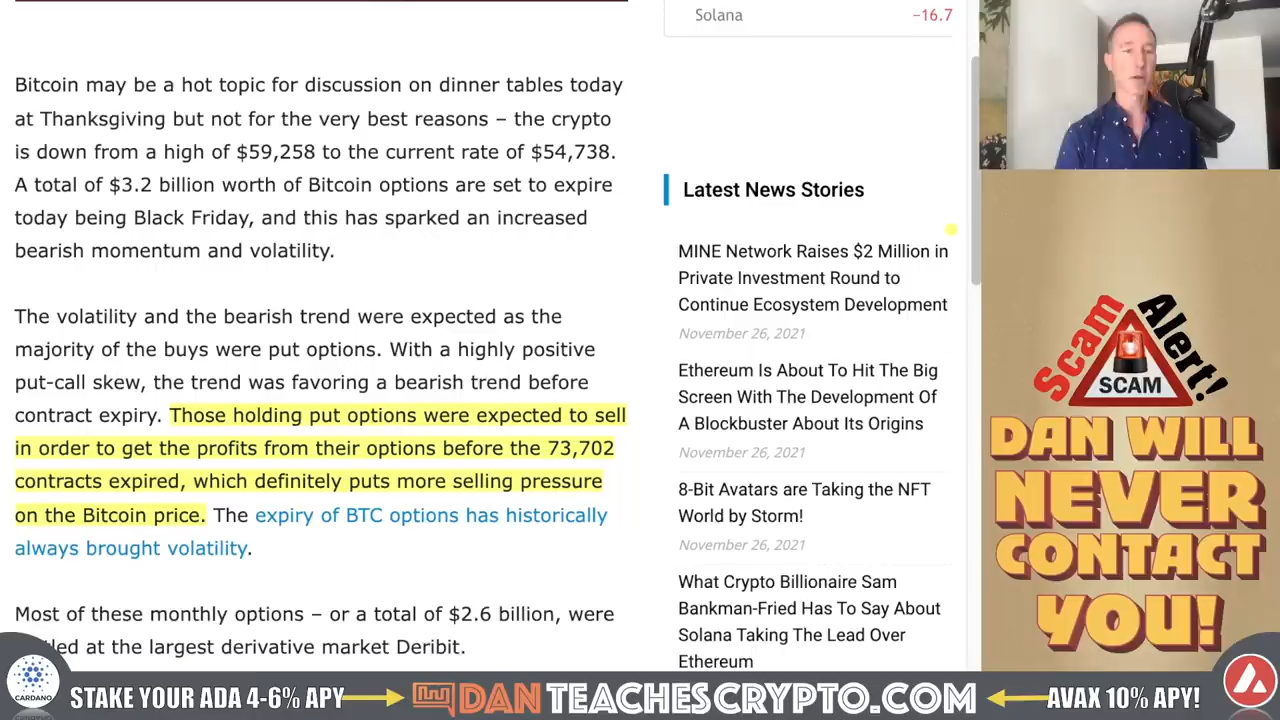 Solana −16.7
Bitcoin may be a hot topic for discussion on dinner tables today
at Thanksgiving but not for the very best reasons – the crypto
is down from a high of $59,258 to the current rate of $54,738.
A total of $3.2 billion worth of Bitcoin options are set to expire
today being Black Friday, and this has sparked an increased
bearish momentum and volatility.
The volatility and the bearish trend were expected as the
majority of the buys were put options. With a highly positive
put-call skew, the trend was favoring a bearish trend before
contract expiry. Those holding put options were expected to sell
in order to get the profits from their options before the 73,702
contracts expired, which definitely puts more selling pressure
on the Bitcoin price. The expiry of BTC options has historically
always brought volatility.
Most of these monthly options – or a total of $2.6 billion, were
at the largest derivative market Deribit.
Latest News Stories
MINE Network Raises $2 Million in
Private Investment Round to
Continue Ecosystem Development
November 26, 2021
Ethereum Is About To Hit The Big
Screen With The Development Of
A Blockbuster About Its Origins
November 26, 2021
8-Bit Avatars are Taking the NFT
World by Storm!
November 26, 2021
What Crypto Billionaire Sam
Bankman-Fried Has To Say About
Solana Taking The Lead Over
Ethereum
Scam Alert!
SCAM
DAN WILL
NEVER
CONTACT
YOU!
CARDANO
STAKE YOUR ADA 4-6% APY
DANTEACHESCRYPTO.COM
AVAX 10% APY!